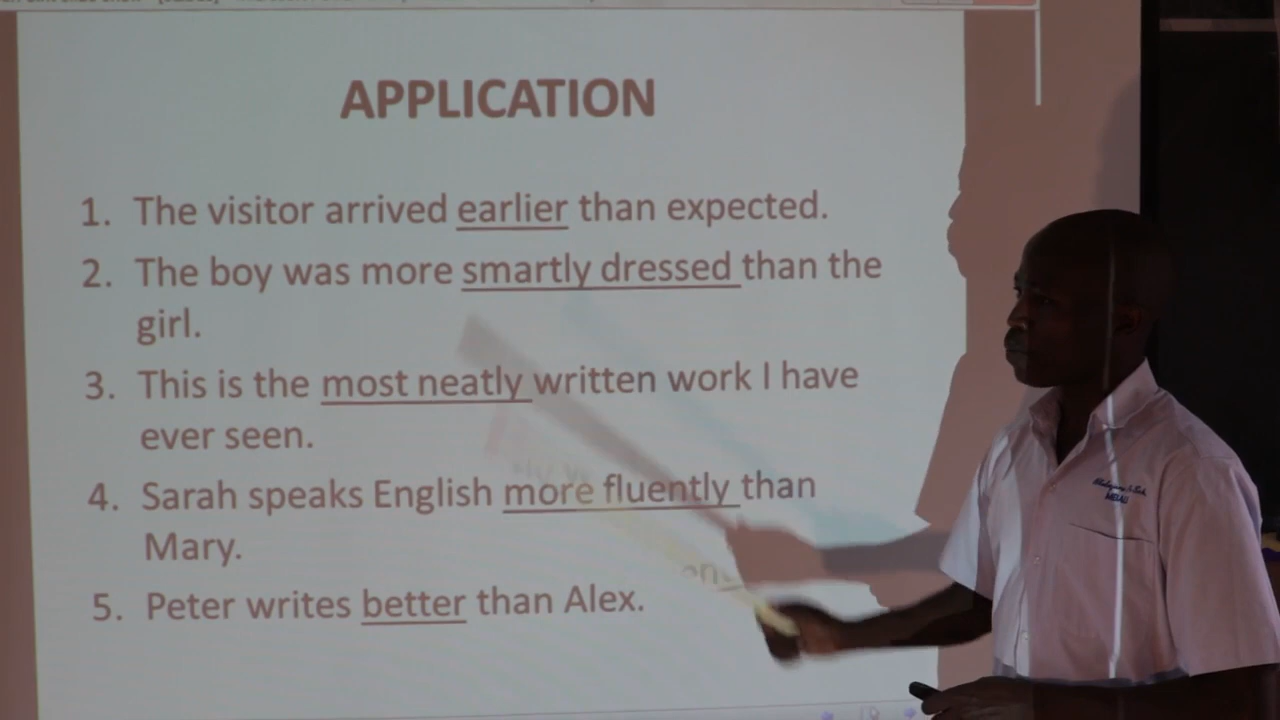 APPLICATION
1. The visitor arrived earlier than expected.
2. The boy was more smartly dressed than the
girl.
3. This is the most neatly written work I have
ever seen.
4. Sarah speaks English more fluently than
Mary.
5. Peter writes better than Alex.
MBALE